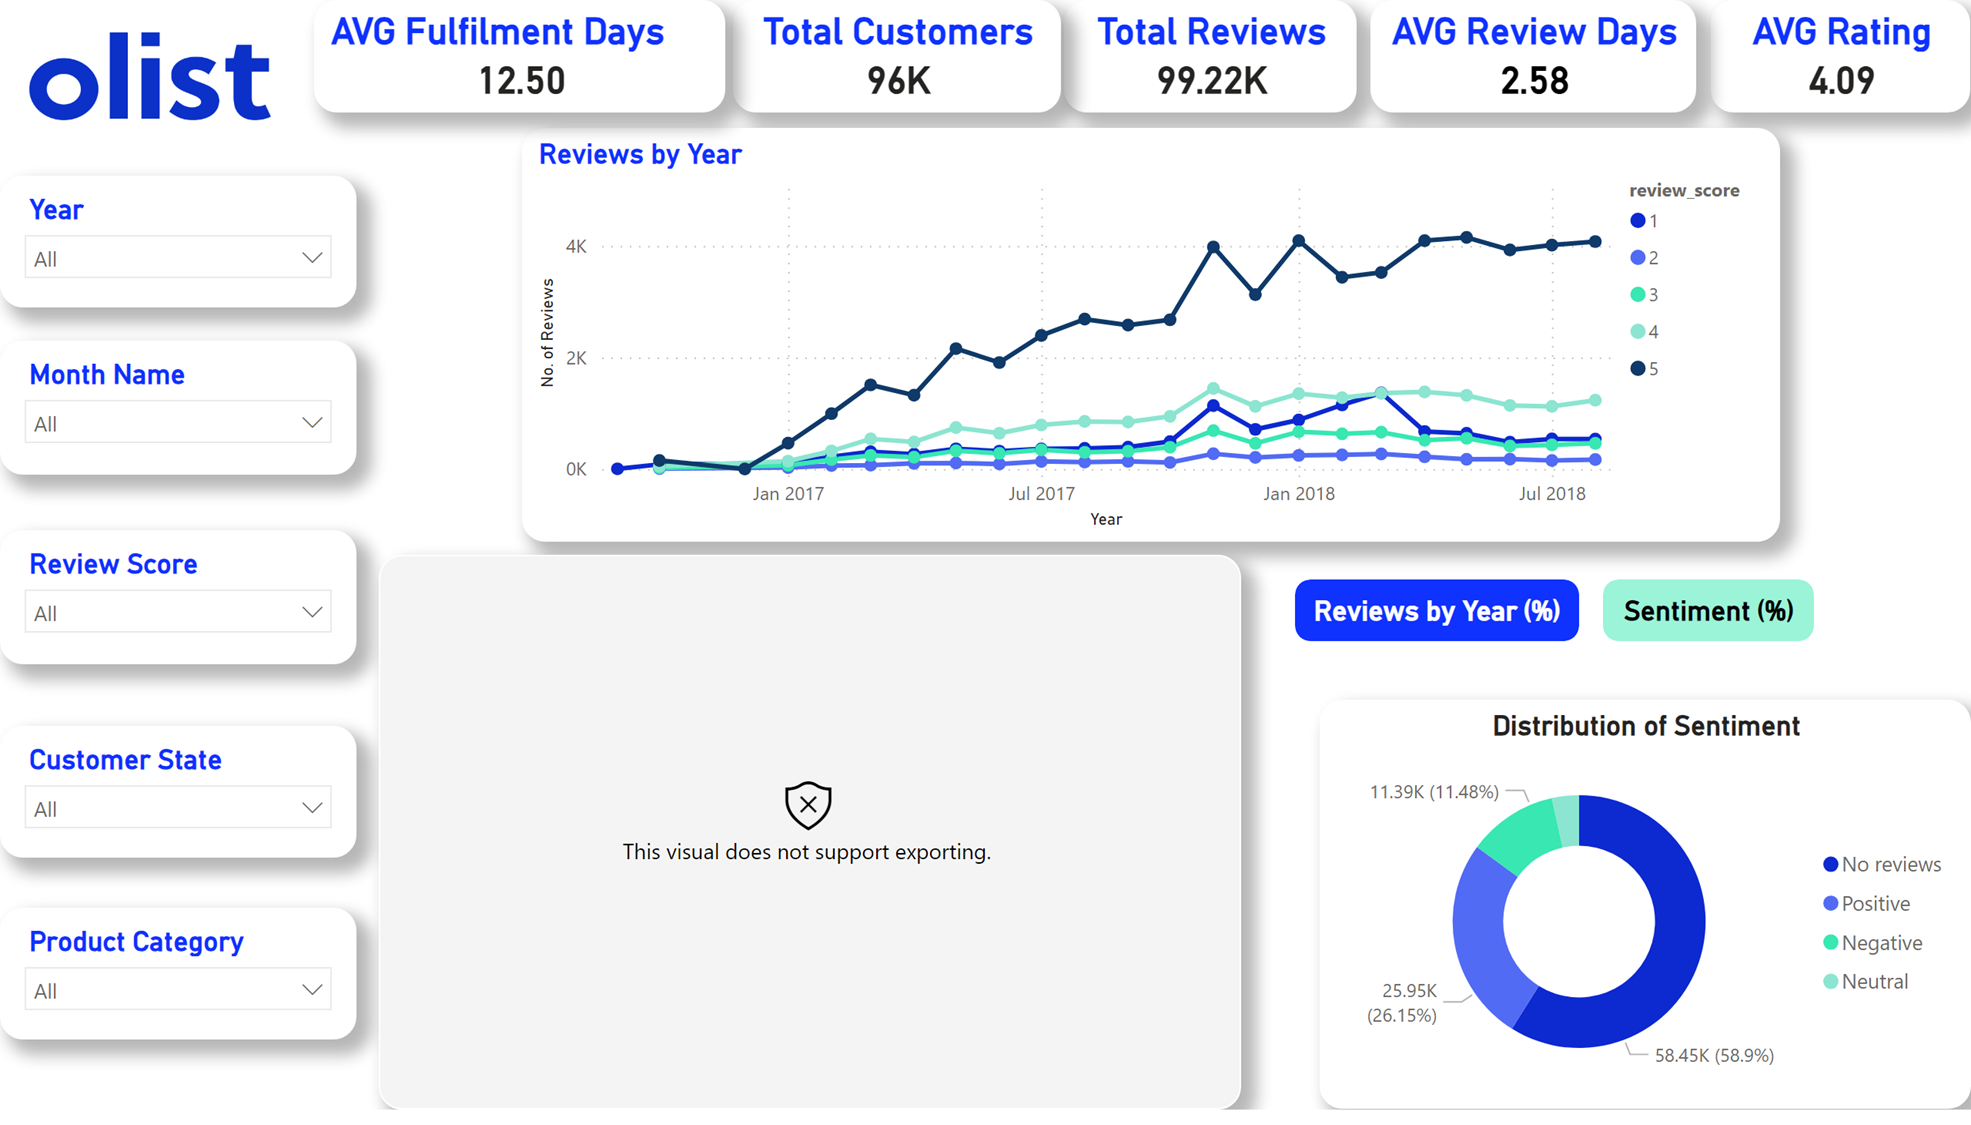 olist
AVG Fulfilment Days
12.50
Total Customers
96K
Total Reviews
99.22K
AVG Review Days
2.58
AVG Rating
4.09
Year
All
Month Name
All
Review Score
All
Customer State
All
Product Category
All
Reviews by Year
No. of Reviews
4K
2K
0K
Jan 2017
Jul 2017
Jan 2018
Jul 2018
Year
review_score
1
2
3
4
5
This visual does not support exporting.
Reviews by Year (%)
Sentiment (%)
Distribution of Sentiment
11.39K (11.48%)
25.95K
(26.15%)
58.45K (58.9%)
No reviews
Positive
Negative
Neutral